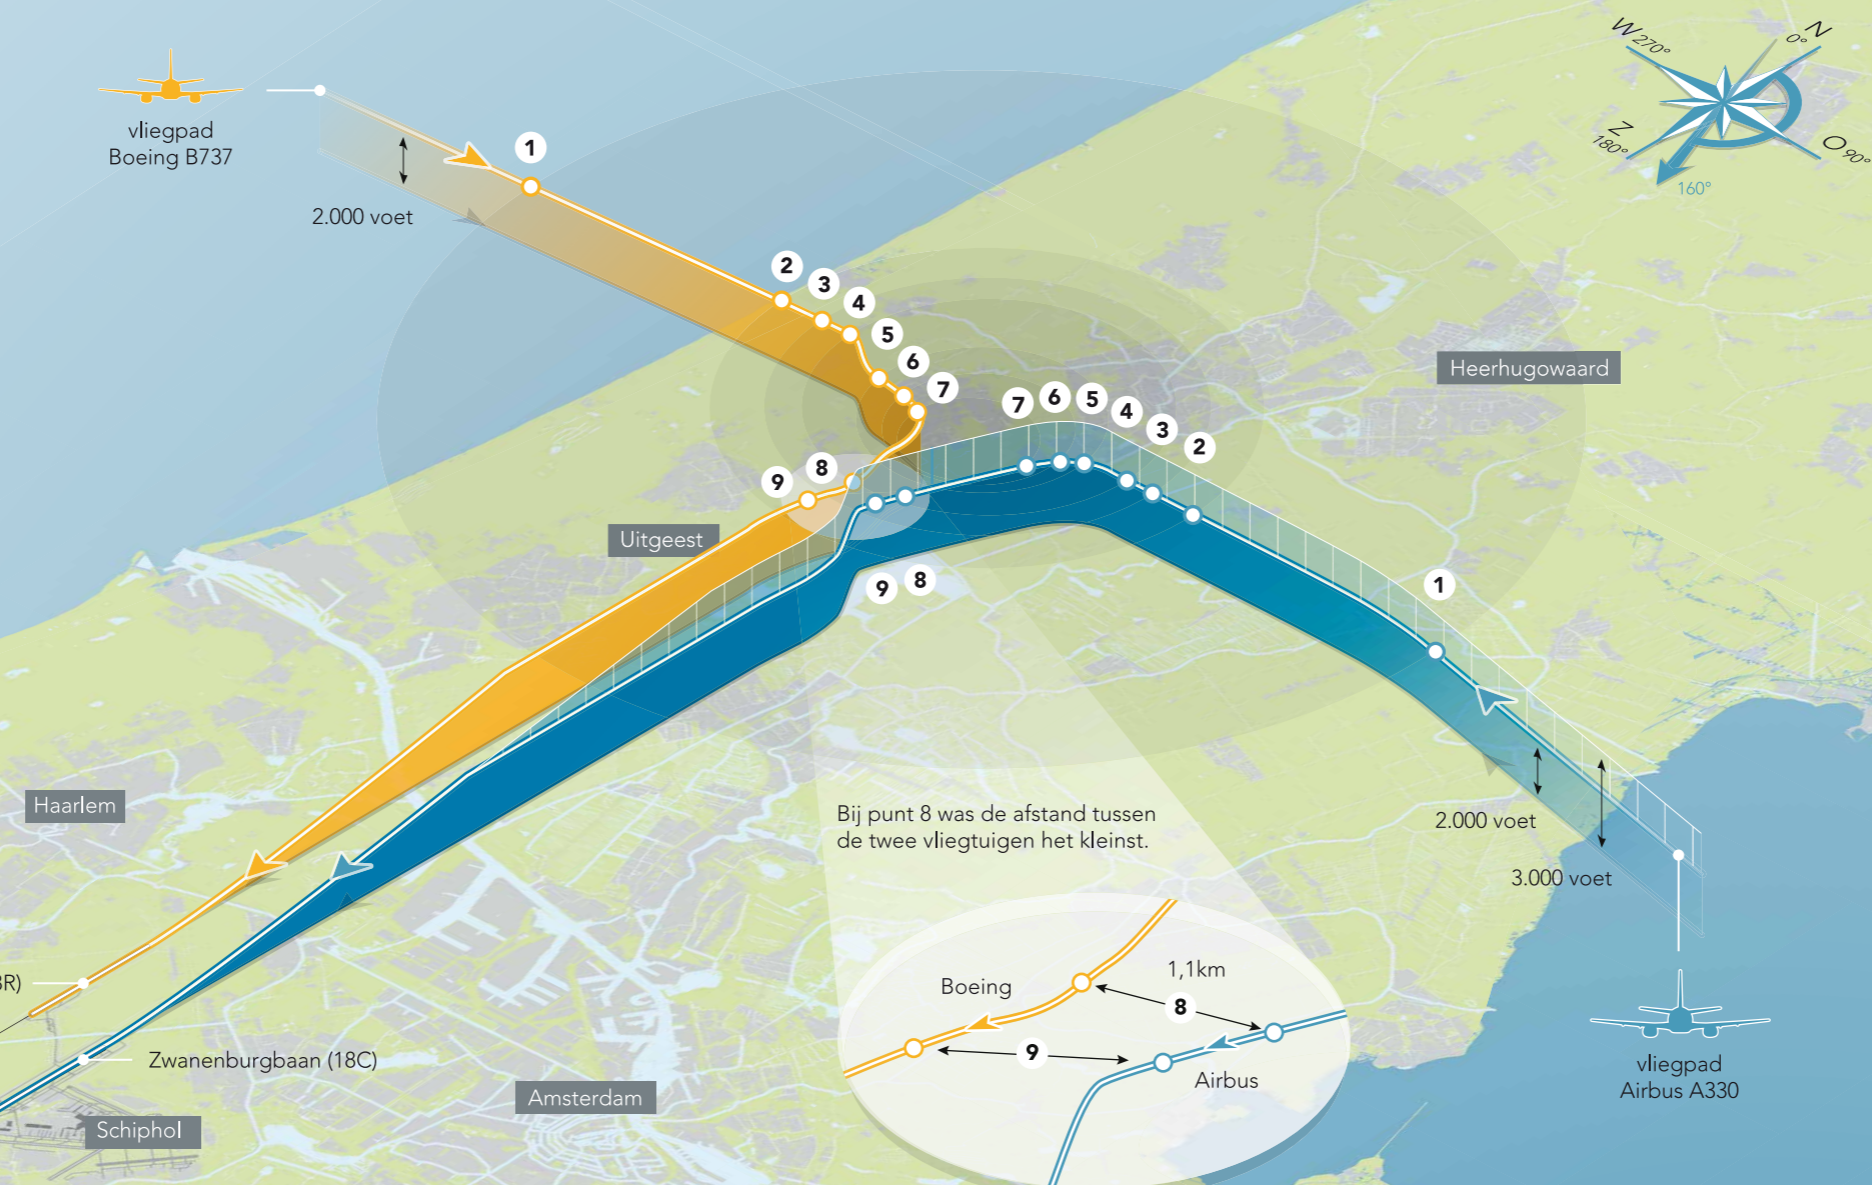 W 270°
N
0°
Z
180°
O 90°
160°
vliegpad
Boeing B737
2.000 voet
1
2
3
4
5
6
7
8
9
7
6
5
4
3
2
1
9
8
Heerhugowaard
Uitgeest
Haarlem
Bij punt 8 was de afstand tussen
de twee vliegtuigen het kleinst.
2.000 voet
3.000 voet
Boeing
1,1km
8
9
Airbus
R)
Zwanenburgbaan (18C)
Amsterdam
Schiphol
vliegpad
Airbus A330